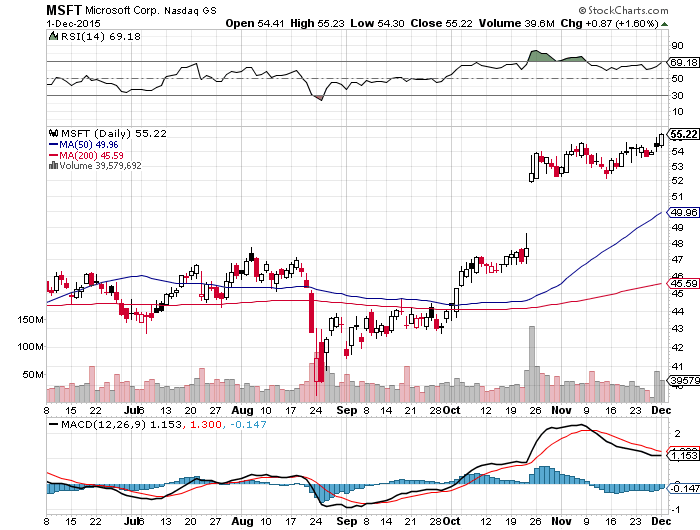 MSFT Microsoft Corp. Nasdaq GS © StockCharts.com
1-Dec-2015 Open 54.41 High 55.23 Low 54.30 Close 55.22 Volume 39.6M Chg +0.87 (+1.60%)
RSI(14) 69.18
90
69.18
50
30
10
MSFT (Daily) 55.22
MA(50) 49.96
MA(200) 45.59
Volume 39,579,692
55.22
54
53
52
51
49.96
49
48
47
46
45.59
45
44
43
42
41
40
150M
100M
50M
8 15 22 Jul6 13 20 27 Aug 10 17 24 Sep 8 14 21 28 Oct 12 19 26 Nov 9 16 23 Dec
MACD(12,26,9) 1.153, 1.300, -0.147
2
1.153
-0.147
-1
8 15 22 Jul6 13 20 27 Aug 10 17 24 Sep 8 14 21 28 Oct 12 19 26 Nov 9 16 23 Dec